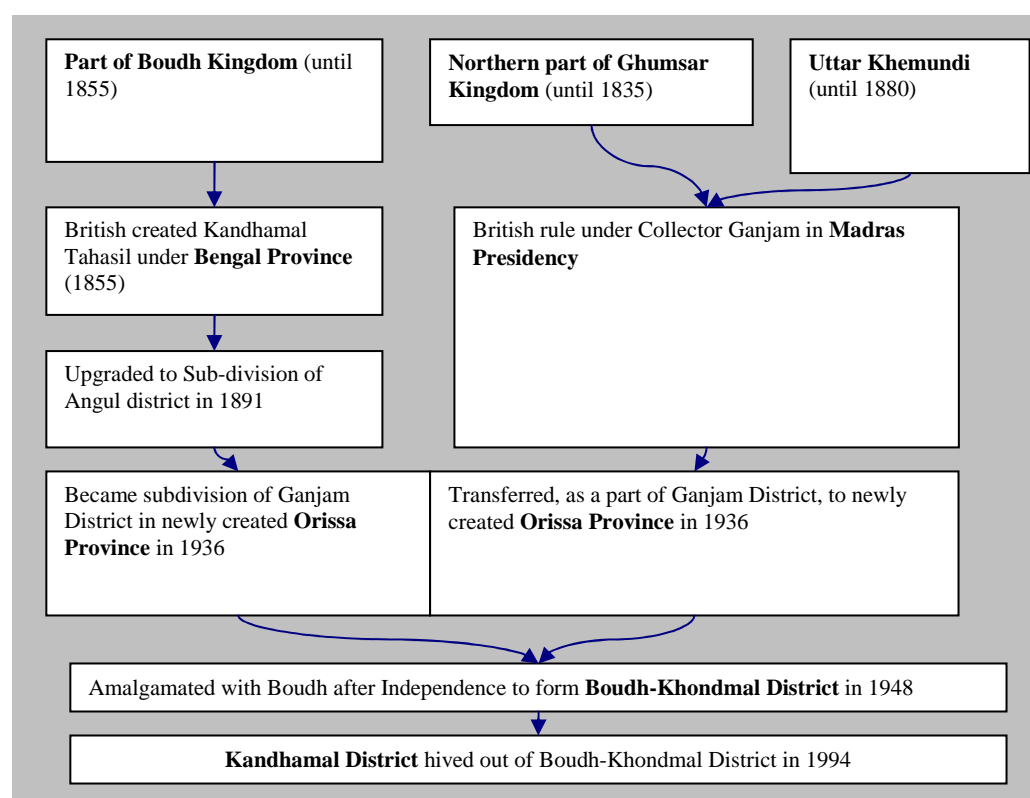 Part of Boudh Kingdom (until
1855)
Northern part of Ghumsar
Kingdom (until 1835)
Uttar Khemundi
(until 1880)
British created Kandhamal
Tahasil under Bengal Province
(1855)
British rule under Collector Ganjam in Madras
Presidency
Upgraded to Sub-division of
Angul district in 1891
Became subdivision of Ganjam
District in newly created Orissa
Province in 1936
Transferred, as a part of Ganjam District, to newly
created Orissa Province in 1936
Amalgamated with Boudh after Independence to form Boudh-Khondmal District in 1948
Kandhamal District hived out of Boudh-Khondmal District in 1994